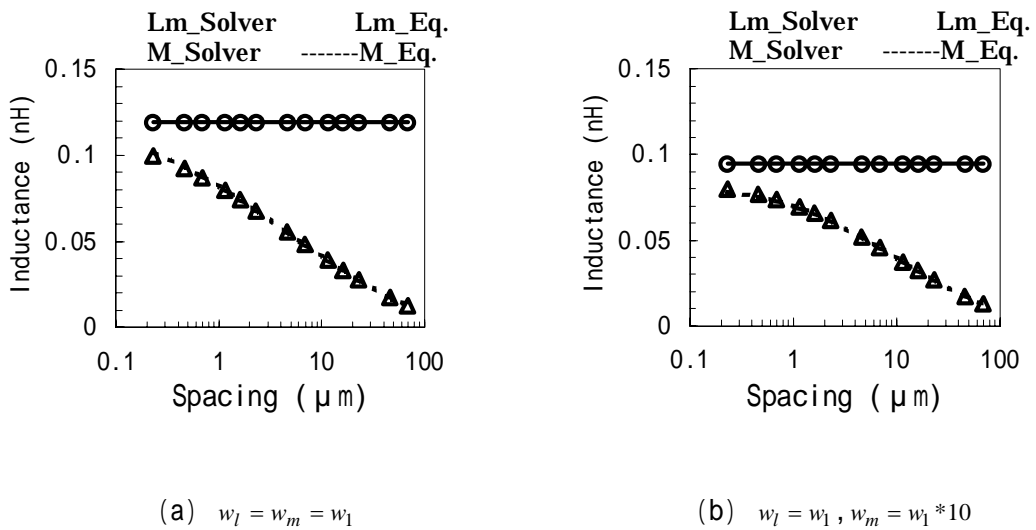 Lm_Solver Lm_Eq.
M_Solver -------M_Eq.
0.15
0.1
0.05
0
Inductance (nH)
0.1 1 10 100
Spacing (μm)
(a) w_l = w_m = w_1
Lm_Solver Lm_Eq.
M_Solver -------M_Eq.
0.15
0.1
0.05
0
Inductance (nH)
0.1 1 10 100
Spacing (μm)
(b) w_l = w_1 , w_m = w_1 *10